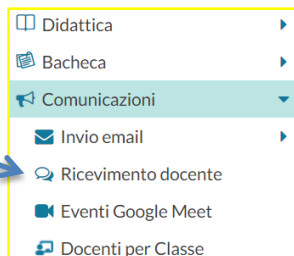 Didattica
Bacheca
Comunicazioni
Invio email
Ricevimento docente
Eventi Google Meet
Docenti per Classe